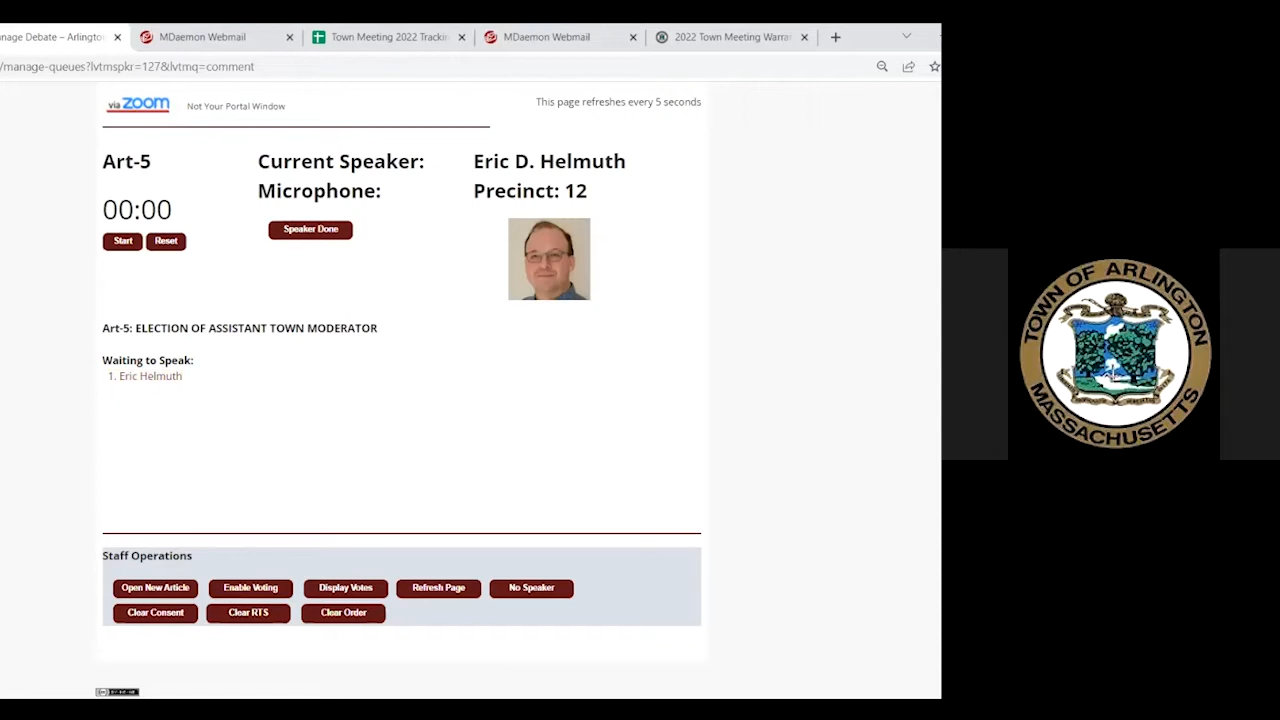 anage Debate – Arlingto
MDaemon Webmail
Town Meeting 2022 Trackin
MDaemon Webmail
2022 Town Meeting Warra
/manage-queues?lvtmspkr=127&lvtmq=comment
via zoom
Not Your Portal Window
This page refreshes every 5 seconds
Art-5
Current Speaker:
Eric D. Helmuth
Microphone:
Precinct: 12
00:00
Speaker Done
Start
Reset
Art-5: ELECTION OF ASSISTANT TOWN MODERATOR
Waiting to Speak:
1. Eric Helmuth
Staff Operations
Open New Article
Enable Voting
Display Votes
Refresh Page
No Speaker
Clear Consent
Clear RTS
Clear Order
TOWN OF ARLINGTON
MASSACHUSETTS